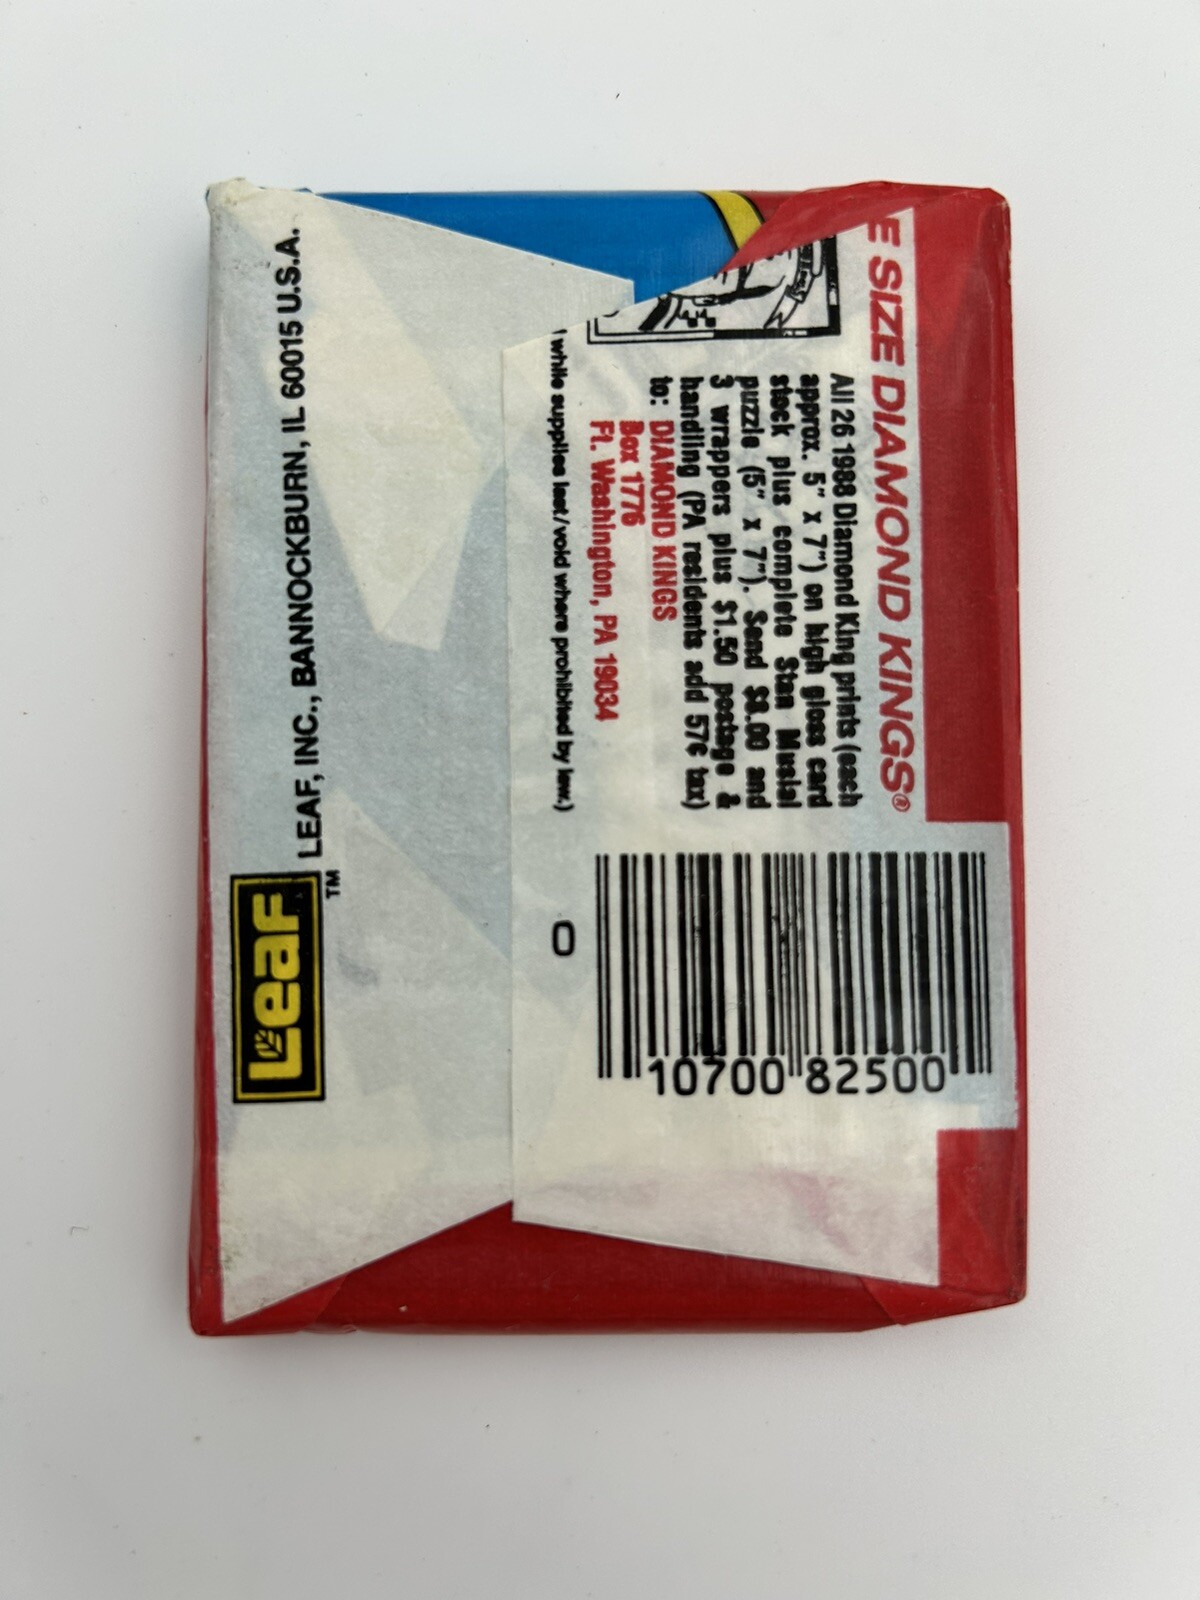 E SIZE DIAMOND KINGS®
All 26 1988 Diamond King prints (each
approx. 5" x 7") on high gloss card
stock plus complete Stan Musial
puzzle (5" x 7"). Send $8.00 and
3 wrappers plus $1.50 postage &
handling (PA residents add 57¢ tax)
to: DIAMOND KINGS
Box 1776
Ft. Washington, PA 19034
while supplies last/void where prohibited by law.)
0
10700 82500
Leaf TM
LEAF, INC., BANNOCKBURN, IL 60015 U.S.A.